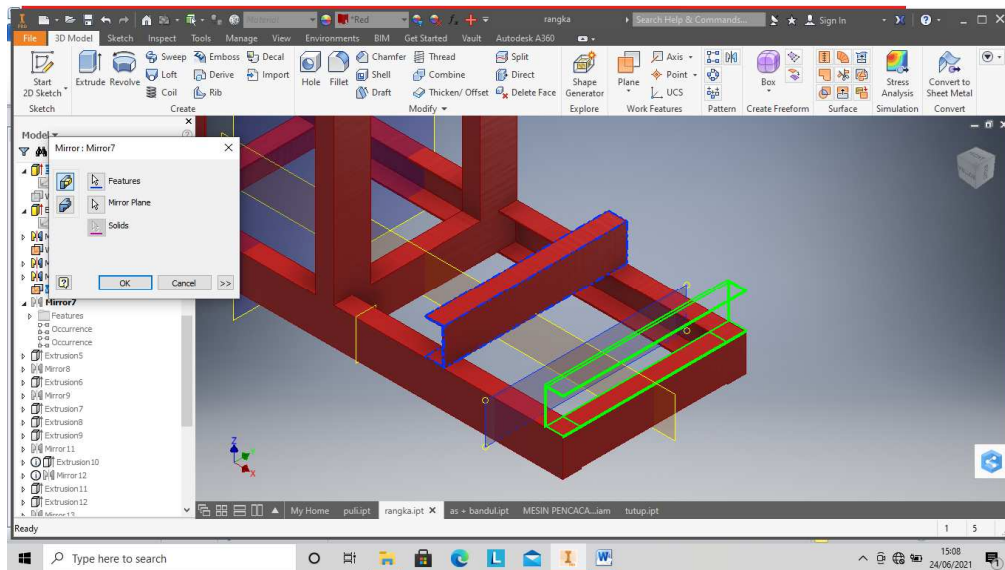 I PRO
Material
*Red
fx
rangka
Search Help & Commands...
Sign In
File 3D Model Sketch Inspect Tools Manage View Environments BIM Get Started Vault Autodesk A360
Start 2D Sketch
Extrude
Revolve
Sweep
Loft
Coil
Emboss
Derive
Rib
Decal
Import
Hole
Fillet
Chamfer
Shell
Draft
Thread
Combine
Thicken/ Offset
Split
Direct
Delete Face
Shape Generator
Plane
Axis
Point
UCS
Box
Stress Analysis
Convert to Sheet Metal
Sketch Create Modify Explore Work Features Pattern Create Freeform Surface Simulation Convert
Model
Mirror : Mirror7
Features
Mirror Plane
Solids
OK Cancel >>
Mirror7
Features
Occurrence
Occurrence
Extrusion5
Mirror8
Extrusion6
Mirror9
Extrusion7
Extrusion8
Extrusion9
Mirror11
Extrusion10
Mirror12
Extrusion11
Extrusion12
Mirror13
Z
Y
X
My Home puli.ipt rangka.ipt as + bandul.ipt MESIN PENCACA...iam tutup.ipt
Ready 1 5
Type here to search
15:08
24/06/2021